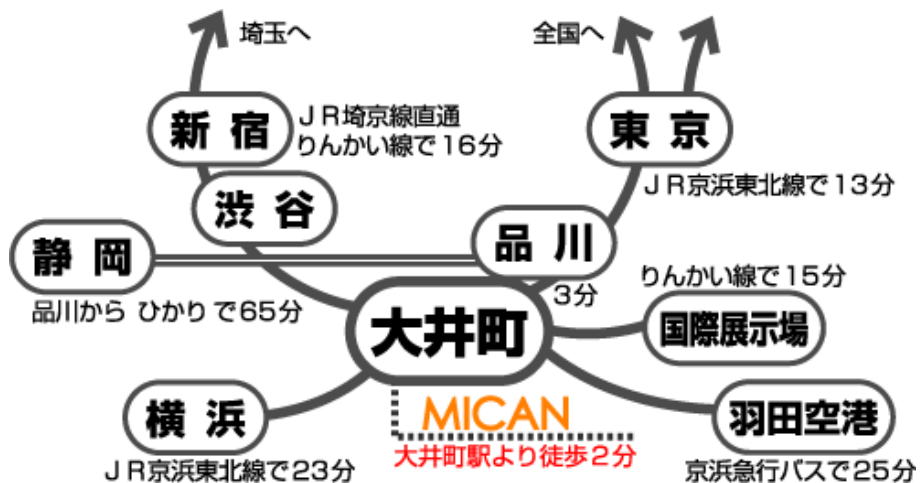 埼玉へ
全国へ
新宿
JR埼京線直通
りんかい線で16分
東京
JR京浜東北線で13分
渋谷
静岡
品川から ひかり で65分
品川
3分
りんかい線で15分
国際展示場
大井町
MICAN
大井町駅より徒歩2分
横浜
JR京浜東北線で23分
羽田空港
京浜急行バスで25分